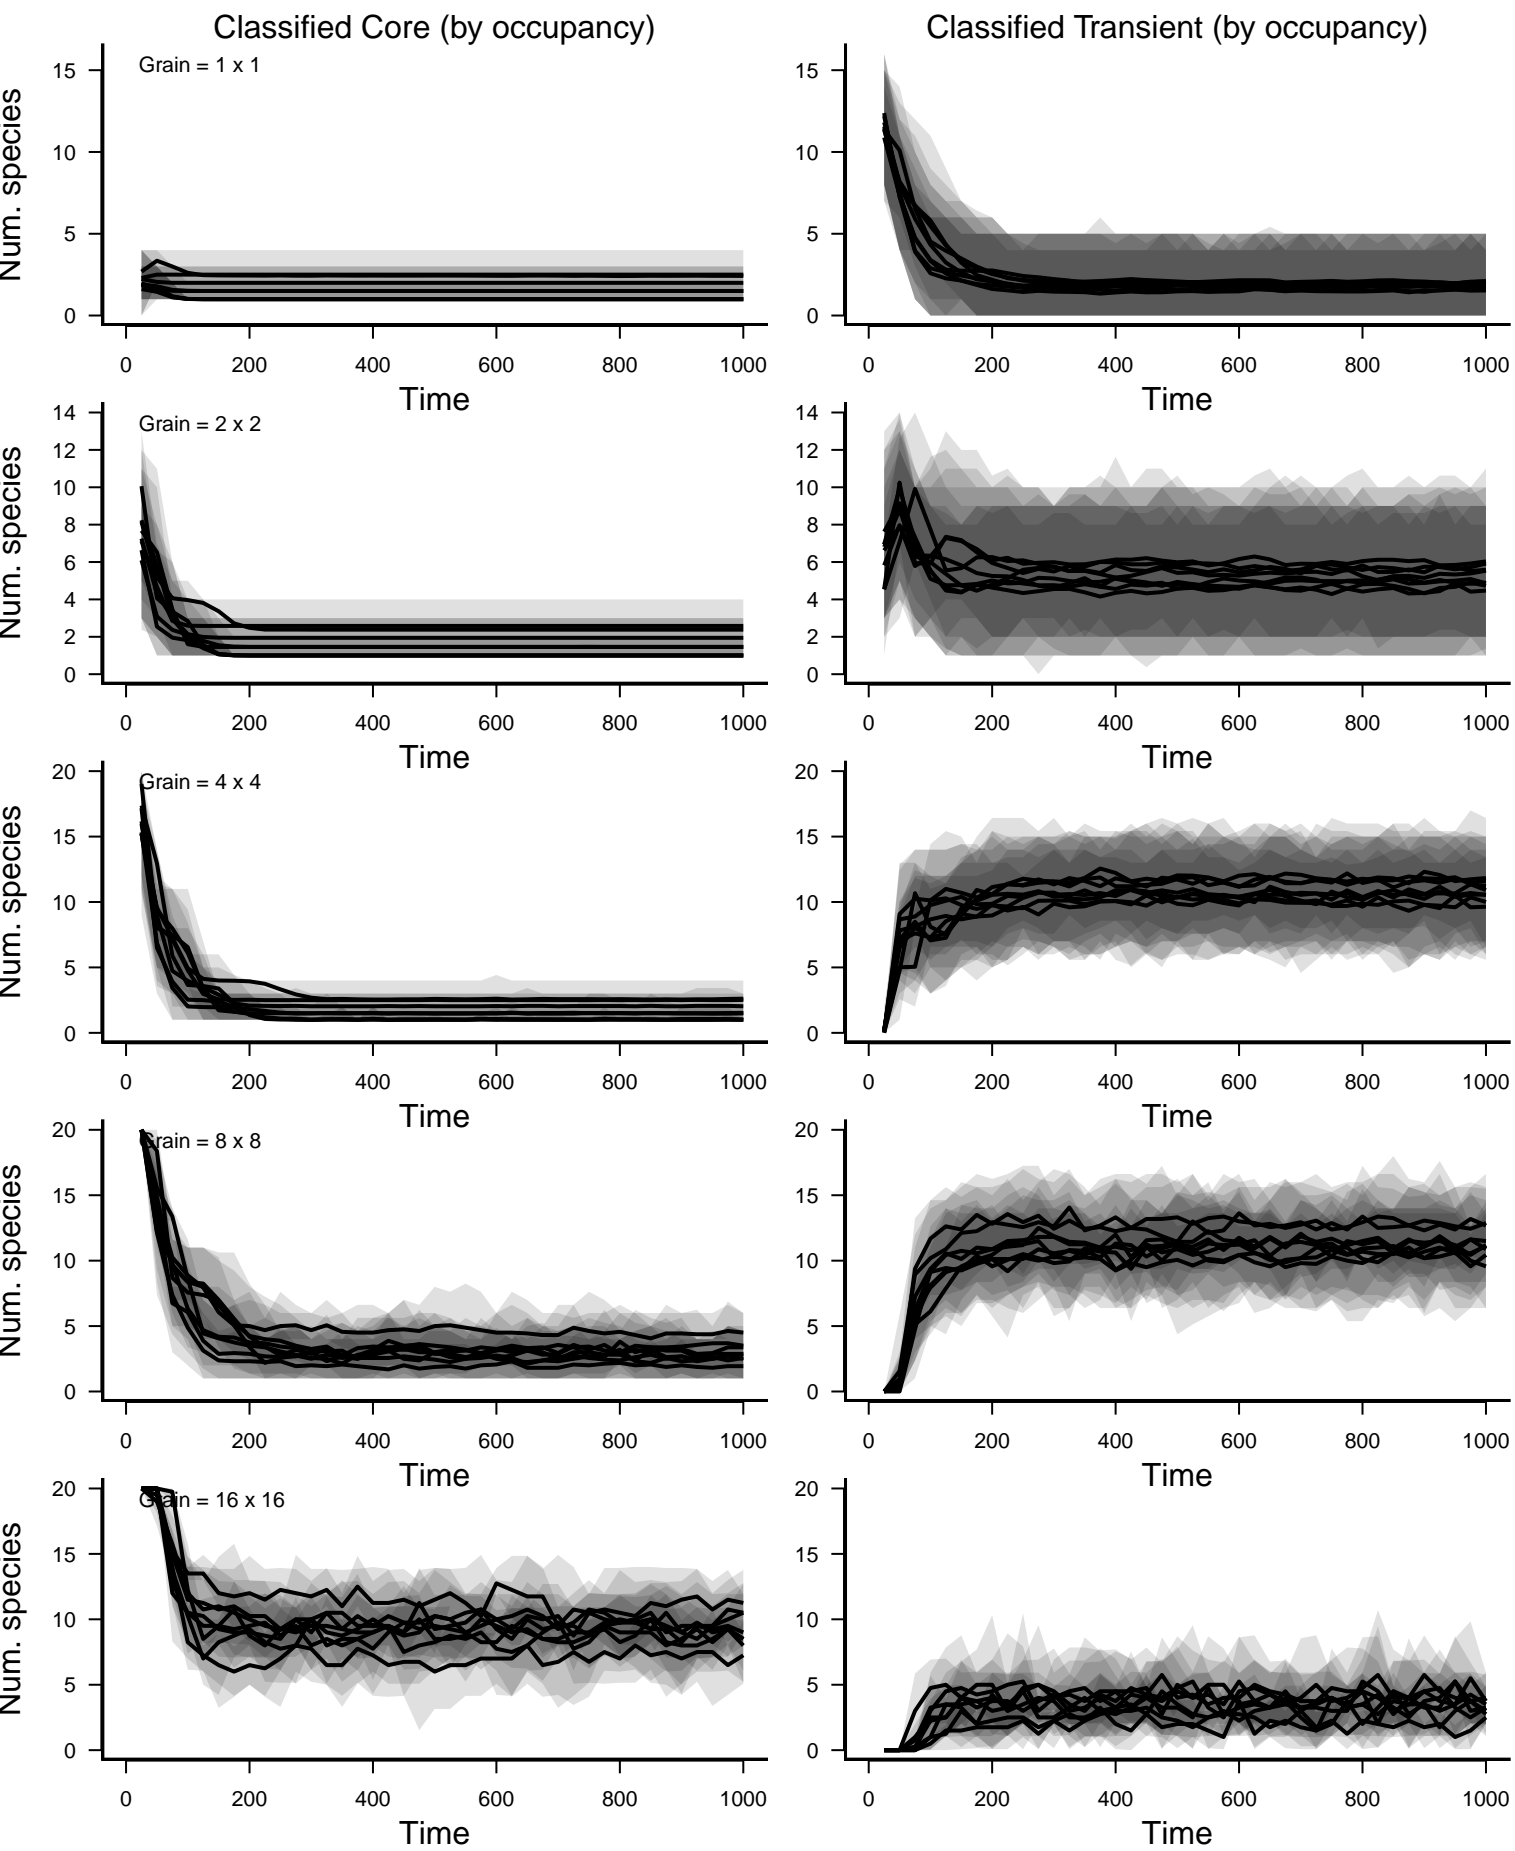 Classified Core (by occupancy)
Classified Transient (by occupancy)
Grain = 1 x 1
Num. species
15
10
5
0
0 200 400 600 800 1000
Time
15
10
5
0
0 200 400 600 800 1000
Time
Grain = 2 x 2
Num. species
14
12
10
8
6
4
2
0
0 200 400 600 800 1000
Time
14
12
10
8
6
4
2
0
0 200 400 600 800 1000
Time
Grain = 4 x 4
Num. species
20
15
10
5
0
0 200 400 600 800 1000
Time
20
15
10
5
0
0 200 400 600 800 1000
Time
Grain = 8 x 8
Num. species
20
15
10
5
0
0 200 400 600 800 1000
Time
20
15
10
5
0
0 200 400 600 800 1000
Time
Grain = 16 x 16
Num. species
20
15
10
5
0
0 200 400 600 800 1000
Time
20
15
10
5
0
0 200 400 600 800 1000
Time